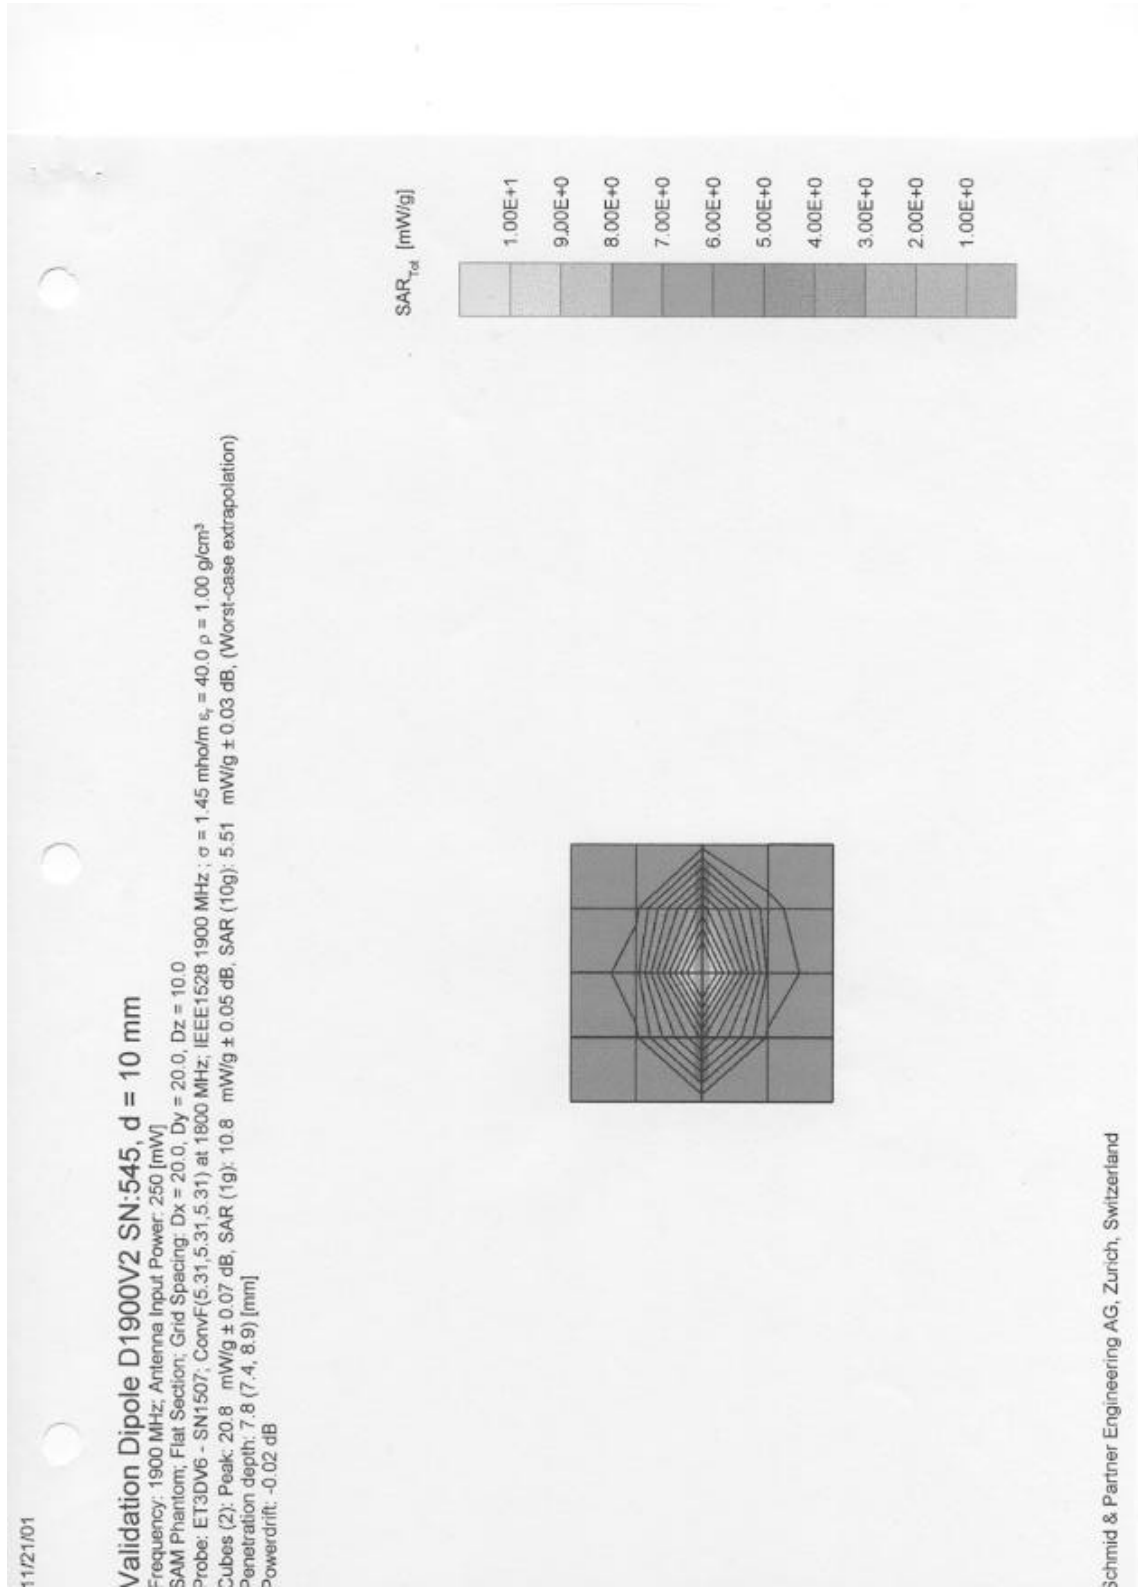 11/21/01
Validation Dipole D1900V2 SN:545, d = 10 mm
Frequency: 1900 MHz; Antenna Input Power: 250 [mW]
SAM Phantom; Flat Section; Grid Spacing: Dx = 20.0, Dy = 20.0, Dz = 10.0
Probe: ET3DV6 - SN1507; ConvF(5.31,5.31,5.31) at 1800 MHz; IEEE1528 1900 MHz ; σ = 1.45 mho/m εr = 40.0 ρ = 1.00 g/cm³
Cubes (2): Peak: 20.8 mW/g ± 0.07 dB, SAR (1g): 10.8 mW/g ± 0.05 dB, SAR (10g): 5.51 mW/g ± 0.03 dB, (Worst-case extrapolation)
Penetration depth: 7.8 (7.4, 8.9) [mm]
Powerdrift: -0.02 dB
SARTot [mW/g]
1.00E+1
9.00E+0
8.00E+0
7.00E+0
6.00E+0
5.00E+0
4.00E+0
3.00E+0
2.00E+0
1.00E+0
Schmid & Partner Engineering AG, Zurich, Switzerland